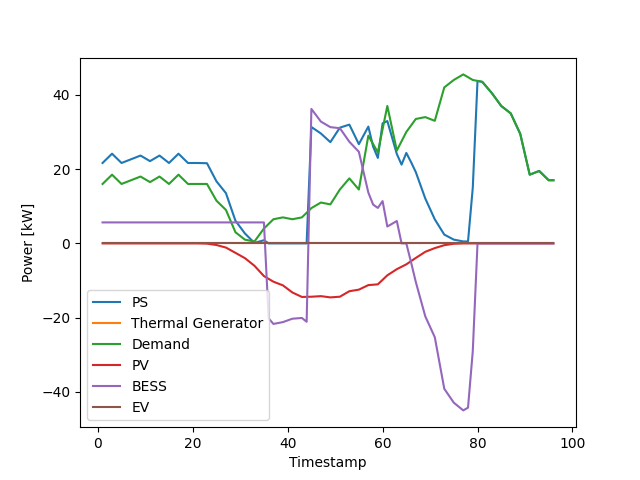 40
20
0
−20
−40
Power [kW]
PS
Thermal Generator
Demand
PV
BESS
EV
0 20 40 60 80 100
Timestamp